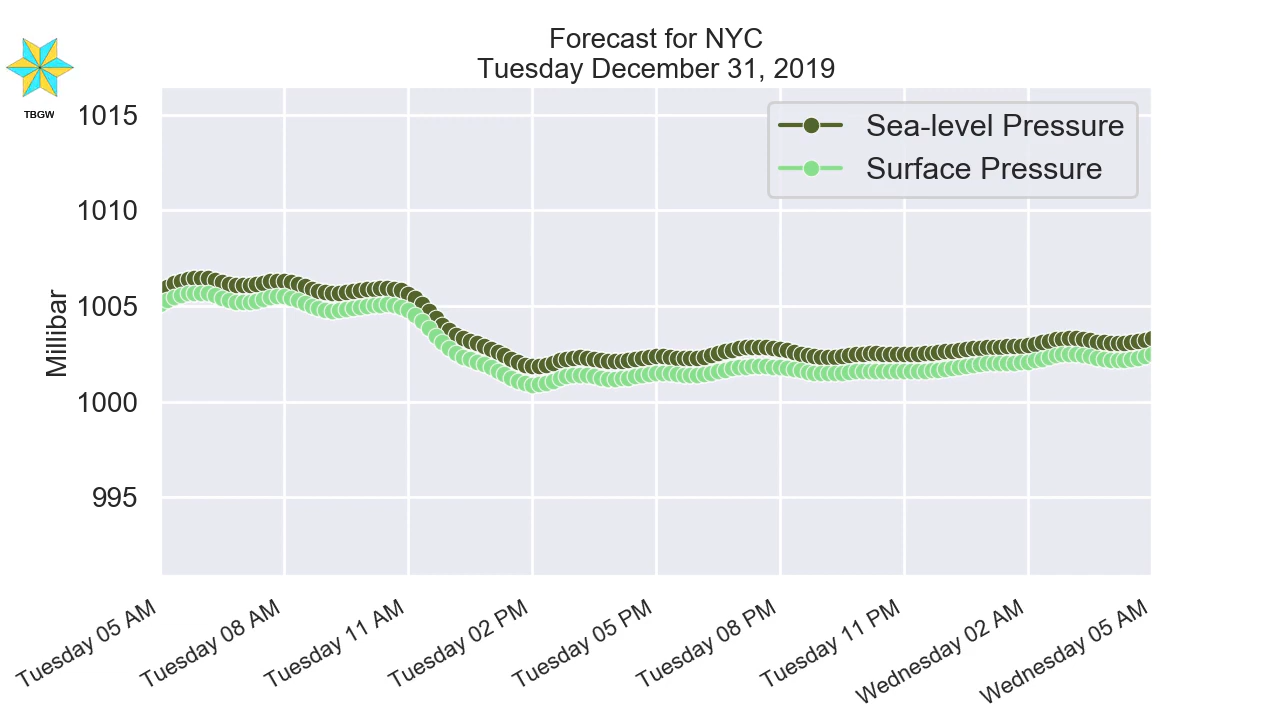 Forecast for NYC
Tuesday December 31, 2019
TBGW
1015
1010
1005
1000
995
Millibar
Sea-level Pressure
Surface Pressure
Tuesday 05 AM
Tuesday 08 AM
Tuesday 11 AM
Tuesday 02 PM
Tuesday 05 PM
Tuesday 08 PM
Tuesday 11 PM
Wednesday 02 AM
Wednesday 05 AM